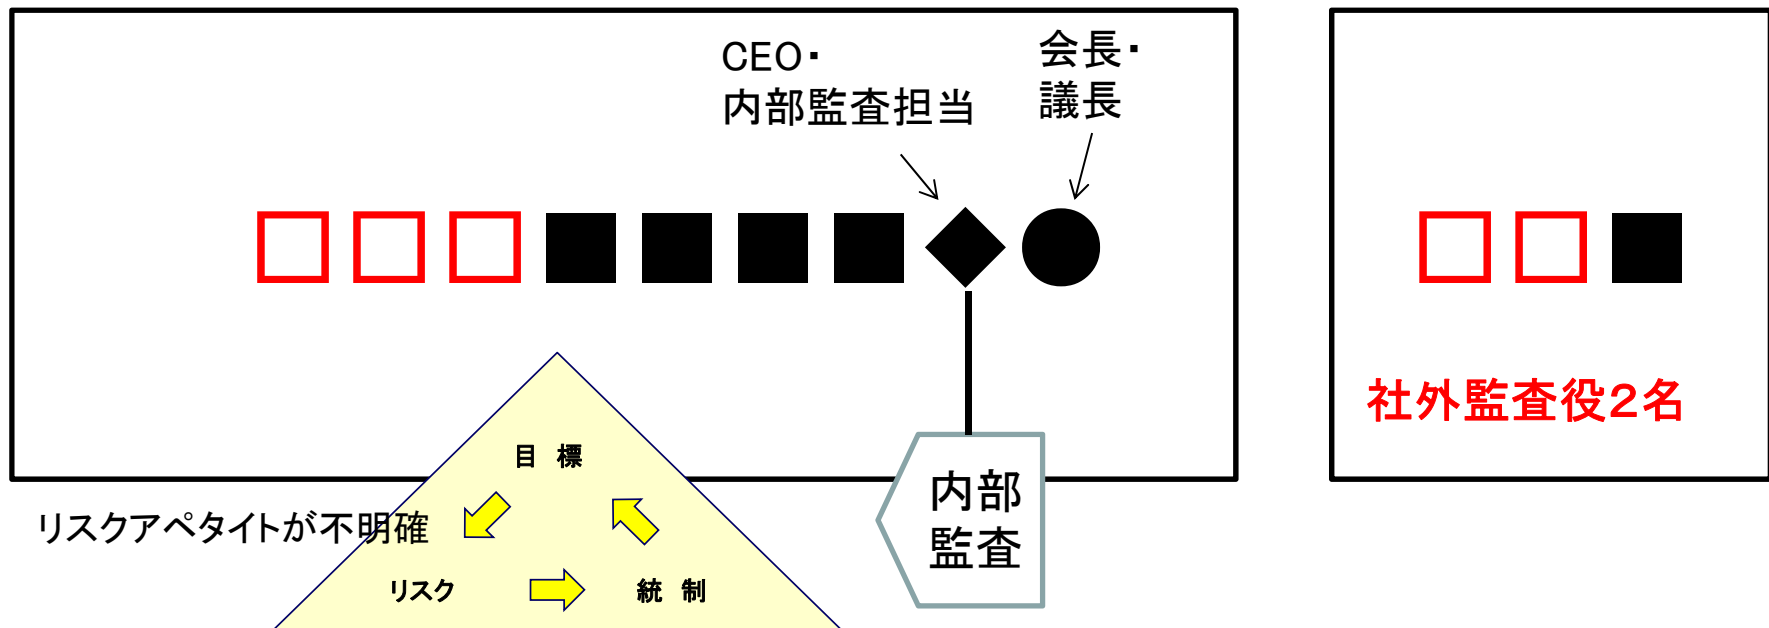 CEO・
内部監査担当
会長・
議長
社外監査役２名
目 標
リスクアペタイトが不明確
リスク
統 制
内部
監査